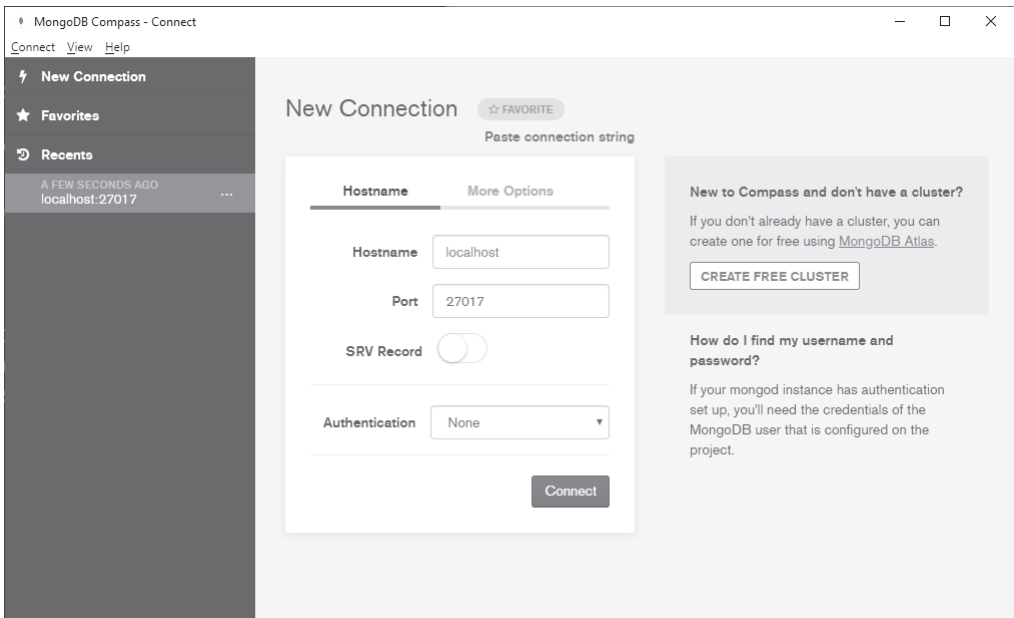 MongoDB Compass - Connect
Connect View Help
New Connection
Favorites
Recents
A FEW SECONDS AGO
localhost:27017
...
New Connection
FAVORITE
Paste connection string
Hostname
More Options
Hostname
localhost
Port
27017
SRV Record
Authentication
None
Connect
New to Compass and don't have a cluster?
If you don't already have a cluster, you can
create one for free using MongoDB Atlas.
CREATE FREE CLUSTER
How do I find my username and
password?
If your mongod instance has authentication
set up, you'll need the credentials of the
MongoDB user that is configured on the
project.